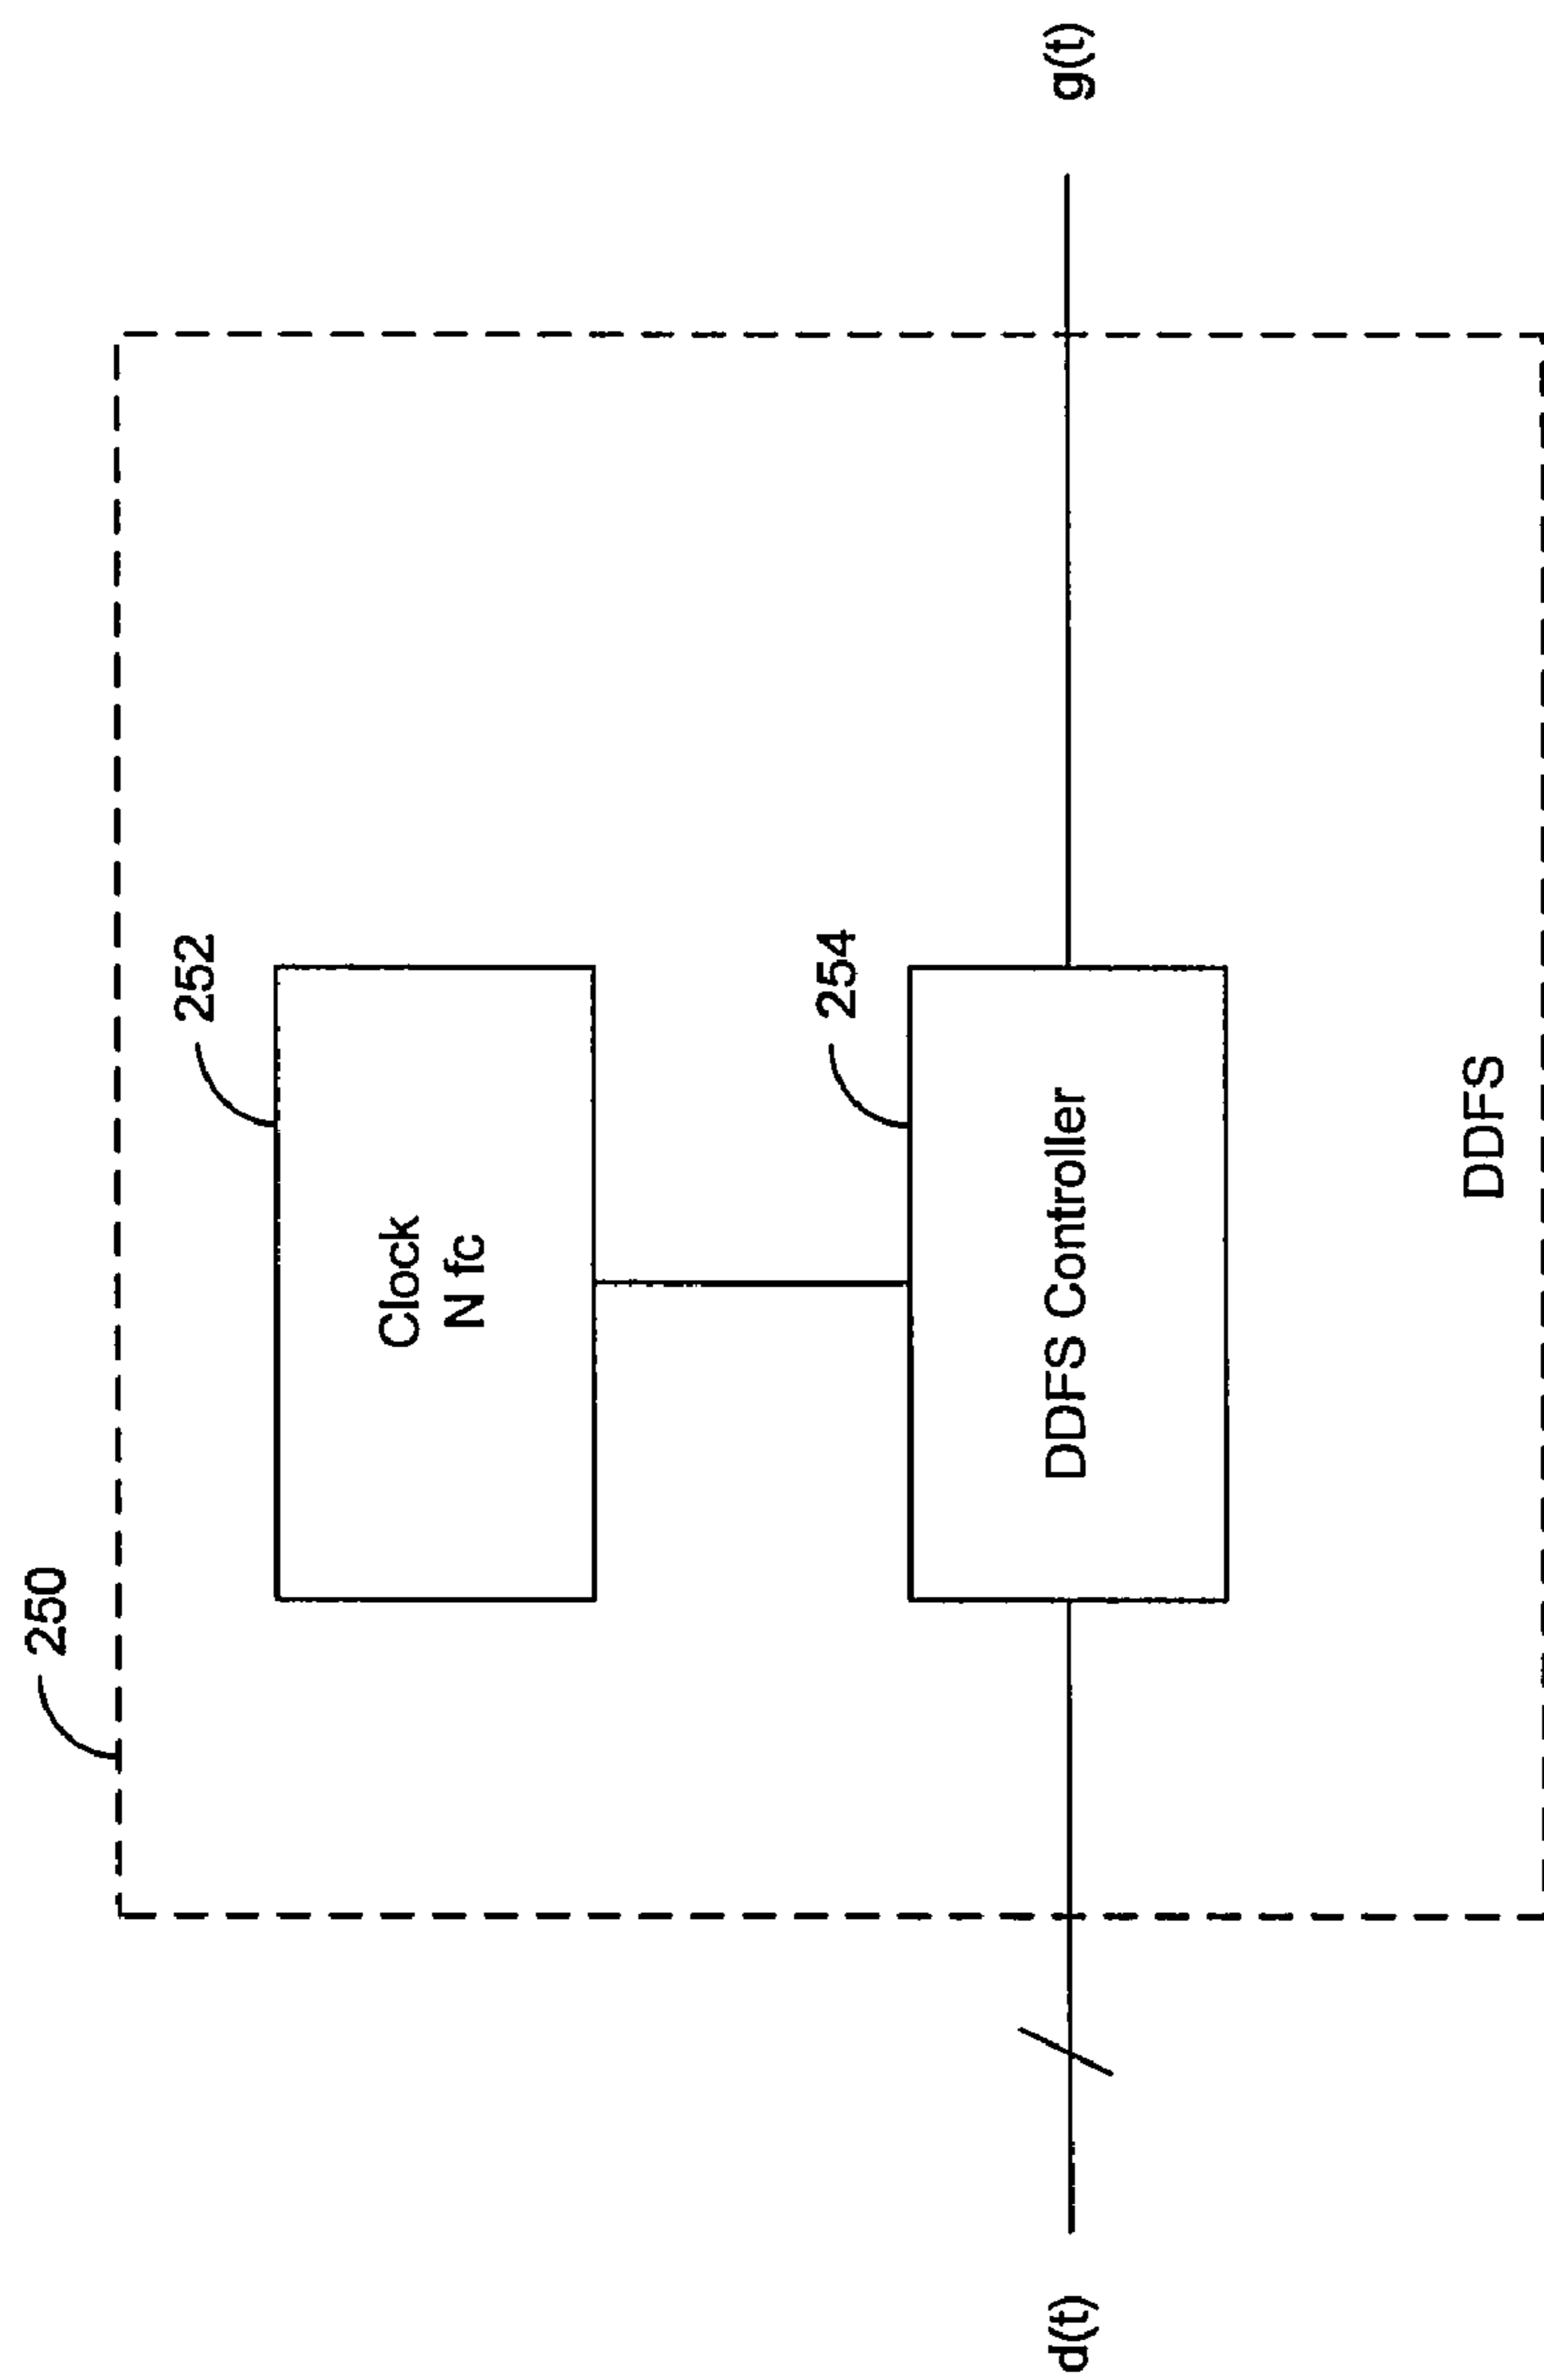 250
252
Clock
N fc
254
d(t)
DDFS Controller
g(t)
DDFS